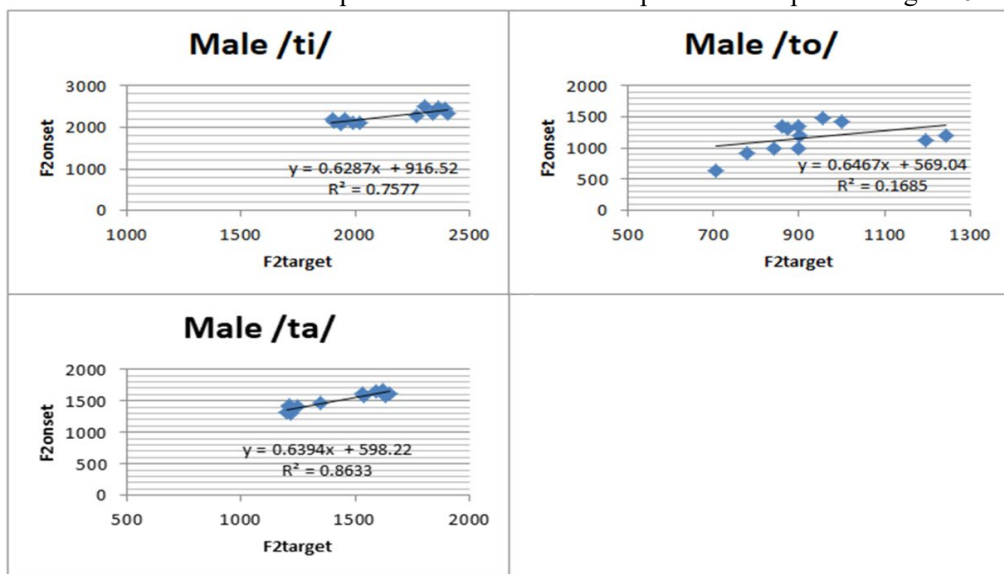 Male /ti/
3000
2000
1000
0
F2onset
y = 0.6287x + 916.52
R² = 0.7577
1000 1500 2000 2500
F2target
Male /to/
2000
1500
1000
500
0
y = 0.6467x + 569.04
R² = 0.1685
F2onset
500 700 900 1100 1300
F2target
Male /ta/
2000
1500
1000
500
0
F2onset
y = 0.6394x + 598.22
R² = 0.8633
500 1000 1500 2000
F2target